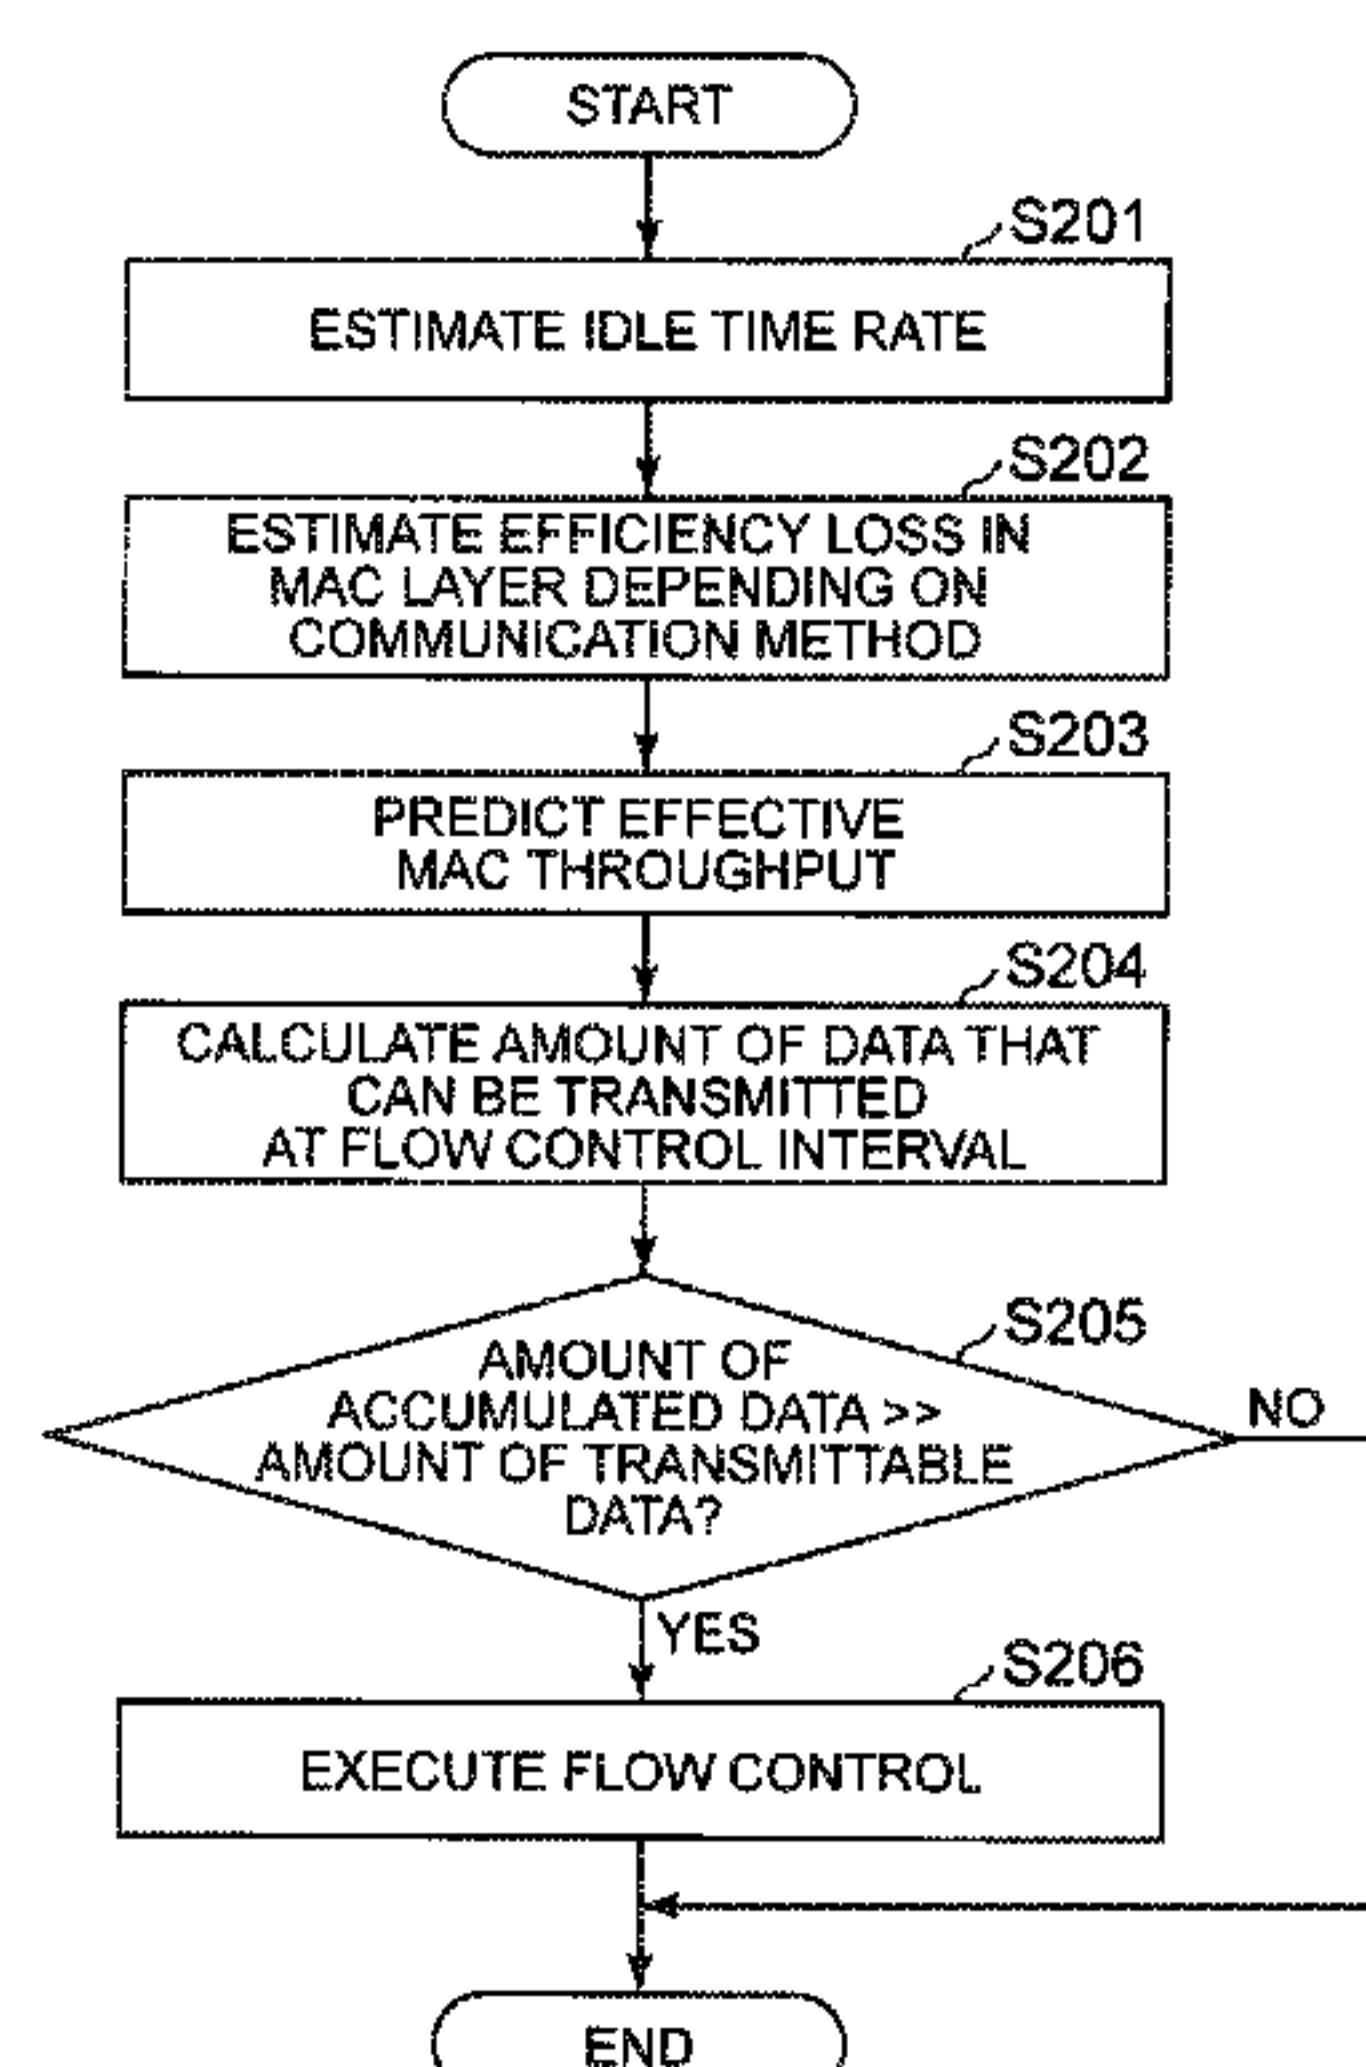 START
S201
ESTIMATE IDLE TIME RATE
S202
ESTIMATE EFFICIENCY LOSS IN
MAC LAYER DEPENDING ON
COMMUNICATION METHOD
S203
PREDICT EFFECTIVE
MAC THROUGHPUT
S204
CALCULATE AMOUNT OF DATA THAT
CAN BE TRANSMITTED
AT FLOW CONTROL INTERVAL
S205
AMOUNT OF
ACCUMULATED DATA >>
AMOUNT OF TRANSMITTABLE
DATA?
NO
YES
S206
EXECUTE FLOW CONTROL
END